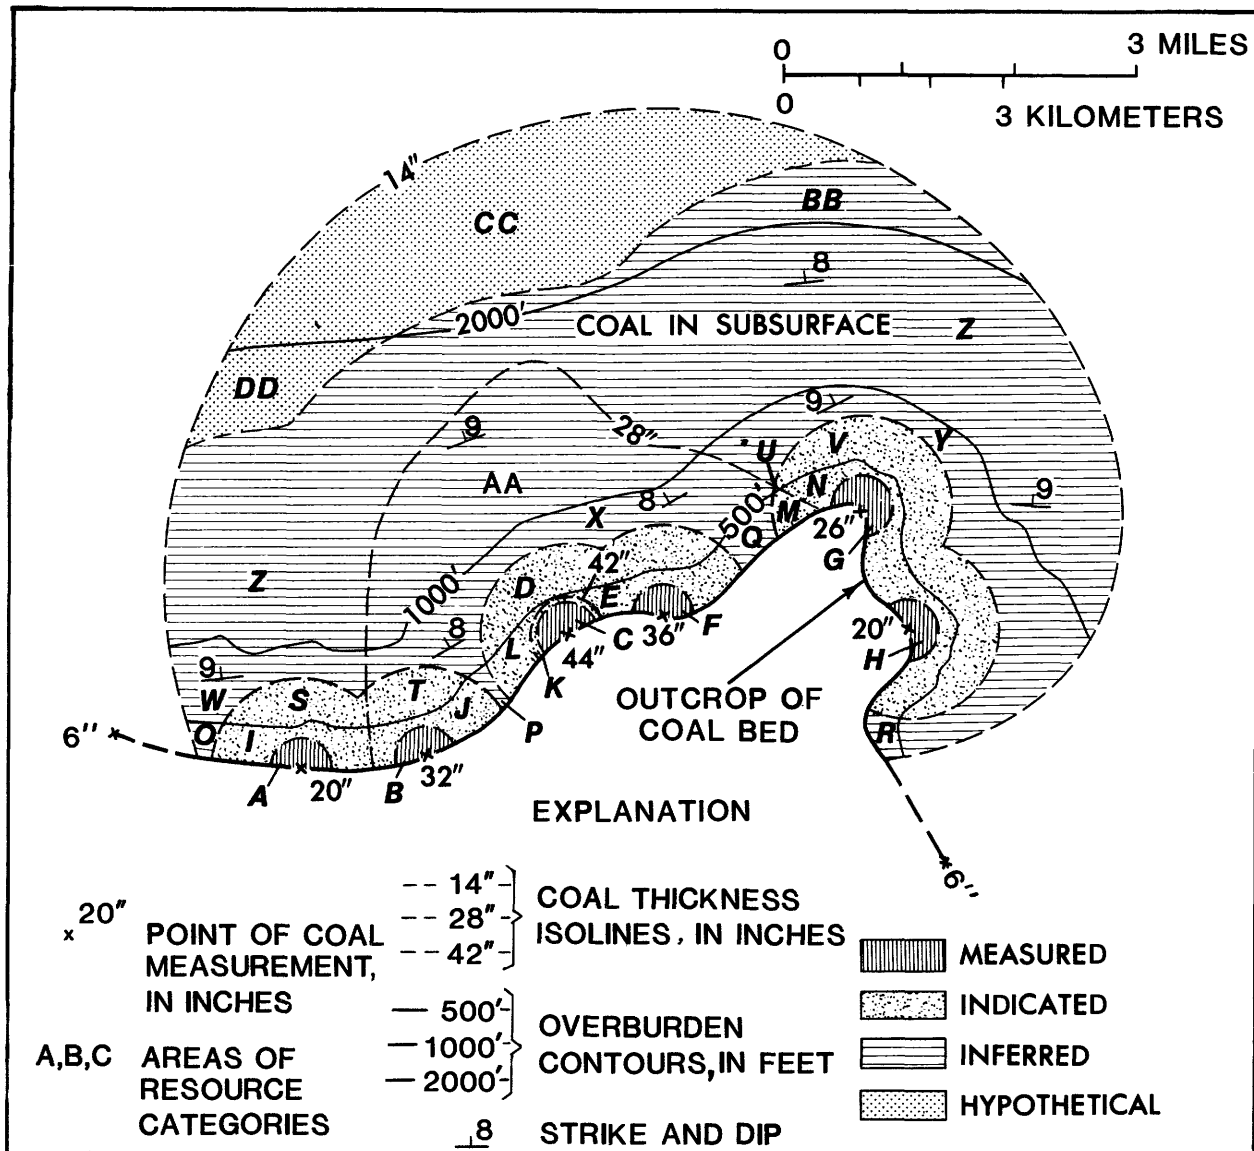 0 3 MILES
0 3 KILOMETERS
14"
CC
BB
8
2000'
COAL IN SUBSURFACE
Z
DD
9
9
28"
U
V
Y
AA
8
500'
N
9
X
M
26"
Q
G
42"
1000'
Z
D
E
8
L
C
36"
F
20"
H
44"
K
9
W
S
T
J
OUTCROP OF
COAL BED
6"
O
I
P
R
A
20"
B
32"
6"
EXPLANATION
20"
x
POINT OF COAL
MEASUREMENT,
IN INCHES
A,B,C AREAS OF
RESOURCE
CATEGORIES
14"
28"
42"
COAL THICKNESS
ISOLINES, IN INCHES
500'
1000'
2000'
OVERBURDEN
CONTOURS, IN FEET
8 STRIKE AND DIP
MEASURED
INDICATED
INFERRED
HYPOTHETICAL